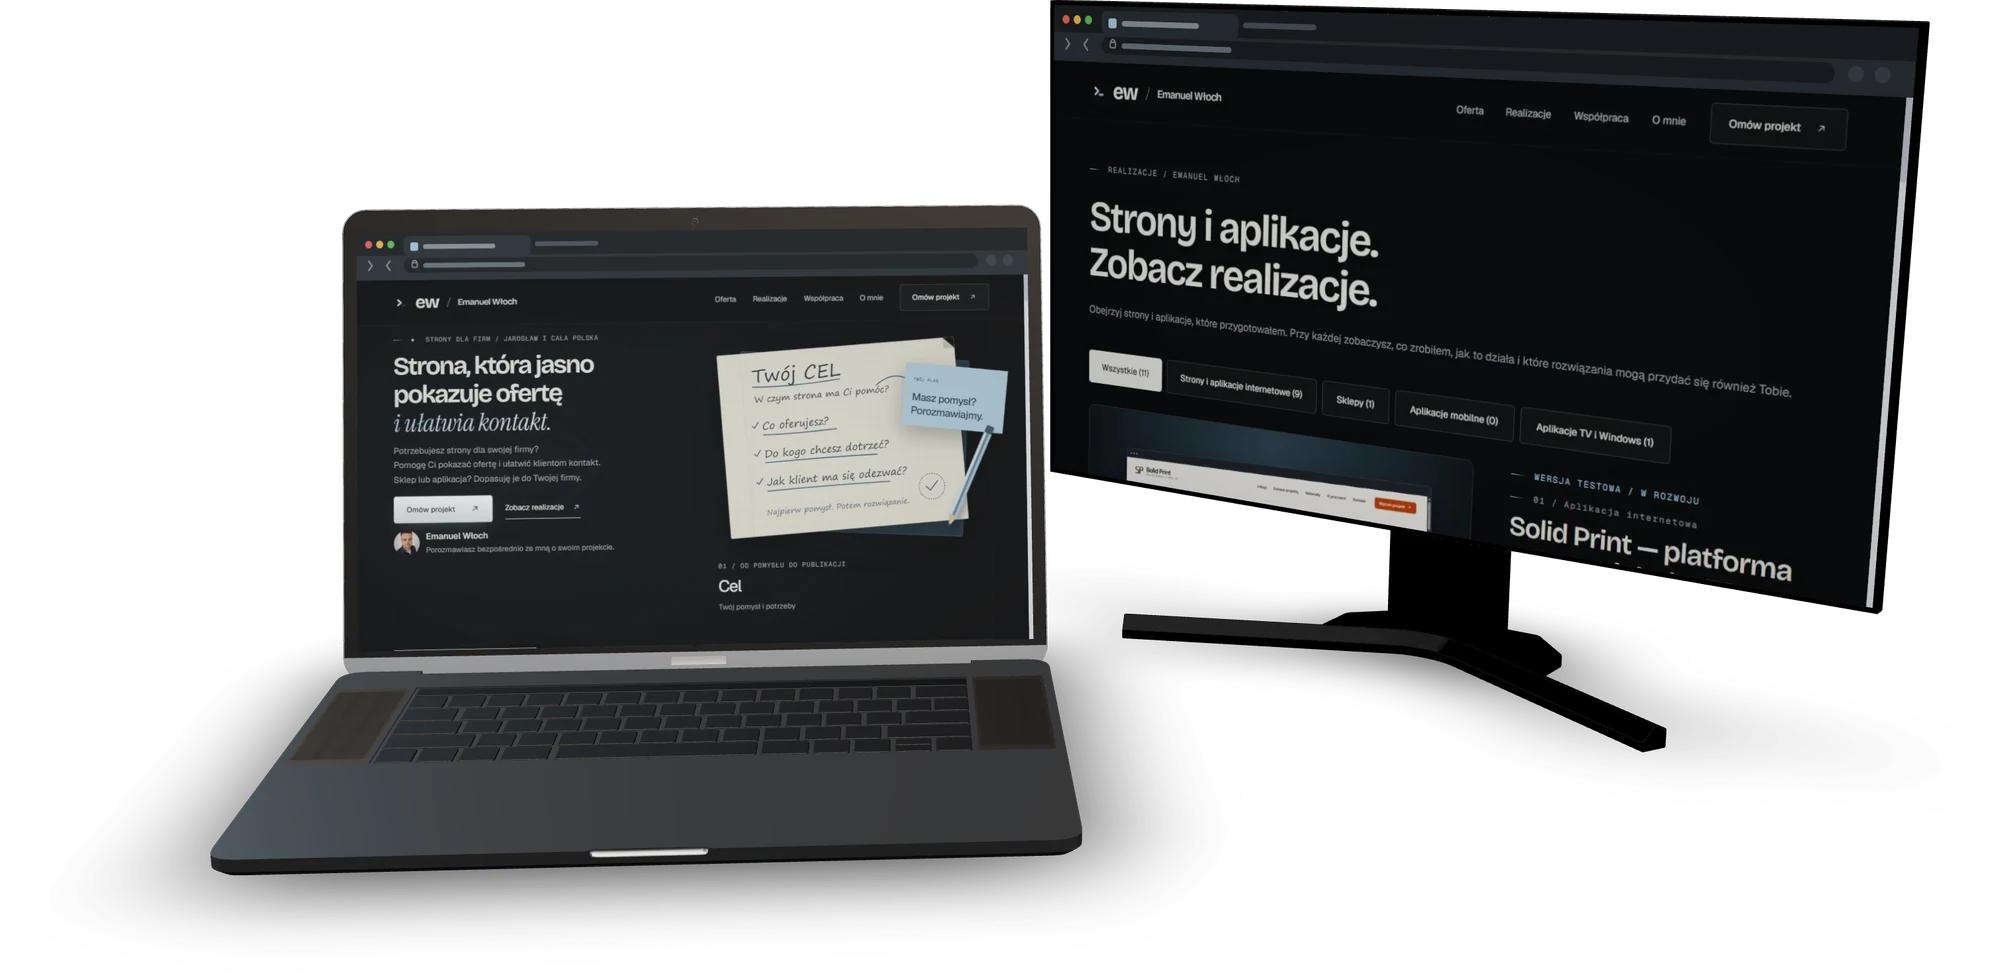 ew / Emanuel Włoch
Oferta Realizacje Współpraca O mnie Omów projekt
STRONY DLA FIRM / JAROSŁAW I CAŁA POLSKA
Strona, która jasno
pokazuje ofertę
i ułatwia kontakt.
Potrzebujesz strony dla swojej firmy?
Pomogę Ci pokazać ofertę i ułatwić klientom kontakt.
Sklep lub aplikacja? Dopasuję je do Twojej firmy.
Omów projekt Zobacz realizacje
Emanuel Włoch
Porozmawiasz bezpośrednio ze mną o swoim projekcie.
Twój CEL
W czym strona ma Ci pomóc?
Co oferujesz?
Do kogo chcesz dotrzeć?
Jak klient ma się odezwać?
Najpierw pomysł. Potem rozwiązanie.
Masz pomysł?
Porozmawiajmy.
01 / OD POMYSŁU DO PUBLIKACJI
Cel
Twój pomysł i potrzeby
ew / Emanuel Włoch
Oferta Realizacje Współpraca O mnie Omów projekt
REALIZACJE / EMANUEL WŁOCH
Strony i aplikacje.
Zobacz realizacje.
Obejrzyj strony i aplikacje, które przygotowałem. Przy każdej zobaczysz, co zrobiłem, jak to działa i które rozwiązania mogą przydać się również Tobie.
Wszystkie (11) Strony i aplikacje internetowe (9) Sklepy (1) Aplikacje mobilne (0) Aplikacje TV i Windows (1)
SP Solid Print
WERSJA TESTOWA / W ROZWOJU
01 / Aplikacja internetowa
Solid Print — platforma